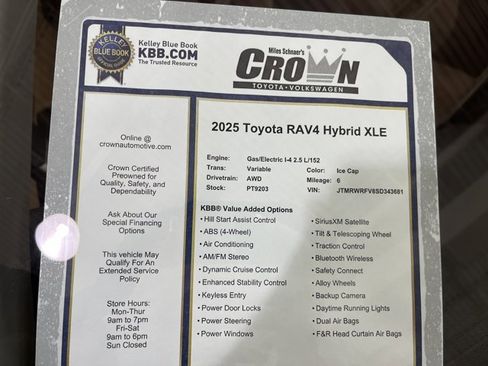 KELLEY
BLUE BOOK
OFFICIAL GUIDE
Kelley Blue Book
KBB.COM
The Trusted Resource
Miles Schnaer's
CROWN
TOYOTA • VOLKSWAGEN
Online @
crownautomotive.com
Crown Certified
Preowned for
Quality, Safety, and
Dependability
Ask About Our
Special Financing
Options
This vehicle May
Qualify For An
Extended Service
Policy
Store Hours:
Mon-Thur
9am to 7pm
Fri-Sat
9am to 6pm
Sun Closed
2025 Toyota RAV4 Hybrid XLE
Engine: Gas/Electric I-4 2.5 L/152
Trans: Variable Color: Ice Cap
Drivetrain: AWD Mileage: 6
Stock: PT9203 VIN: JTMRWRFV8SD343681
KBB® Value Added Options
• Hill Start Assist Control • SiriusXM Satellite
• ABS (4-Wheel) • Tilt & Telescoping Wheel
• Air Conditioning • Traction Control
• AM/FM Stereo • Bluetooth Wireless
• Dynamic Cruise Control • Safety Connect
• Enhanced Stability Control • Alloy Wheels
• Keyless Entry • Backup Camera
• Power Door Locks • Daytime Running Lights
• Power Steering • Dual Air Bags
• Power Windows • F&R Head Curtain Air Bags